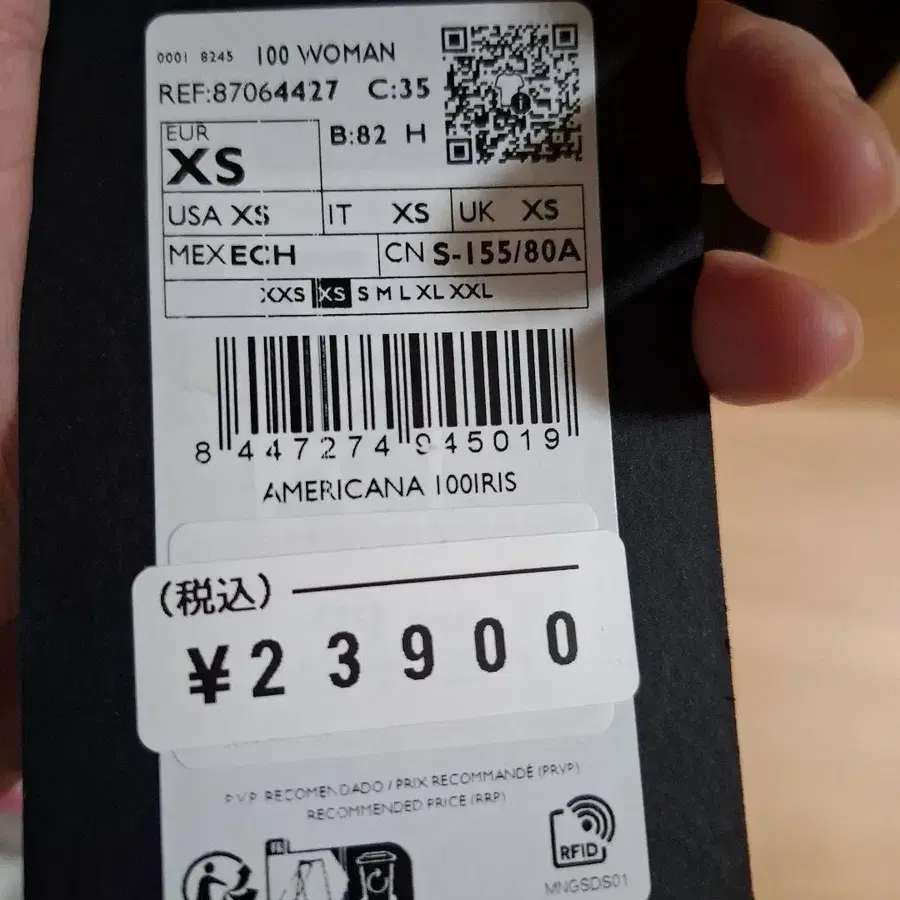 0001 8245 100 WOMAN
REF:87064427 C:35
EUR
XS
B:82 H
USA XS IT XS UK XS
MEX ECH CN S-155/80A
XXS XS S M L XL XXL
8 447274 945019
AMERICANA 100IRIS
(税込)
¥23900
P.V.P. RECOMENDADO / PRIX RECOMMANDÉ (PRVP)
RECOMMENDED PRICE (RRP)
FR
RFID
MNGSDS01